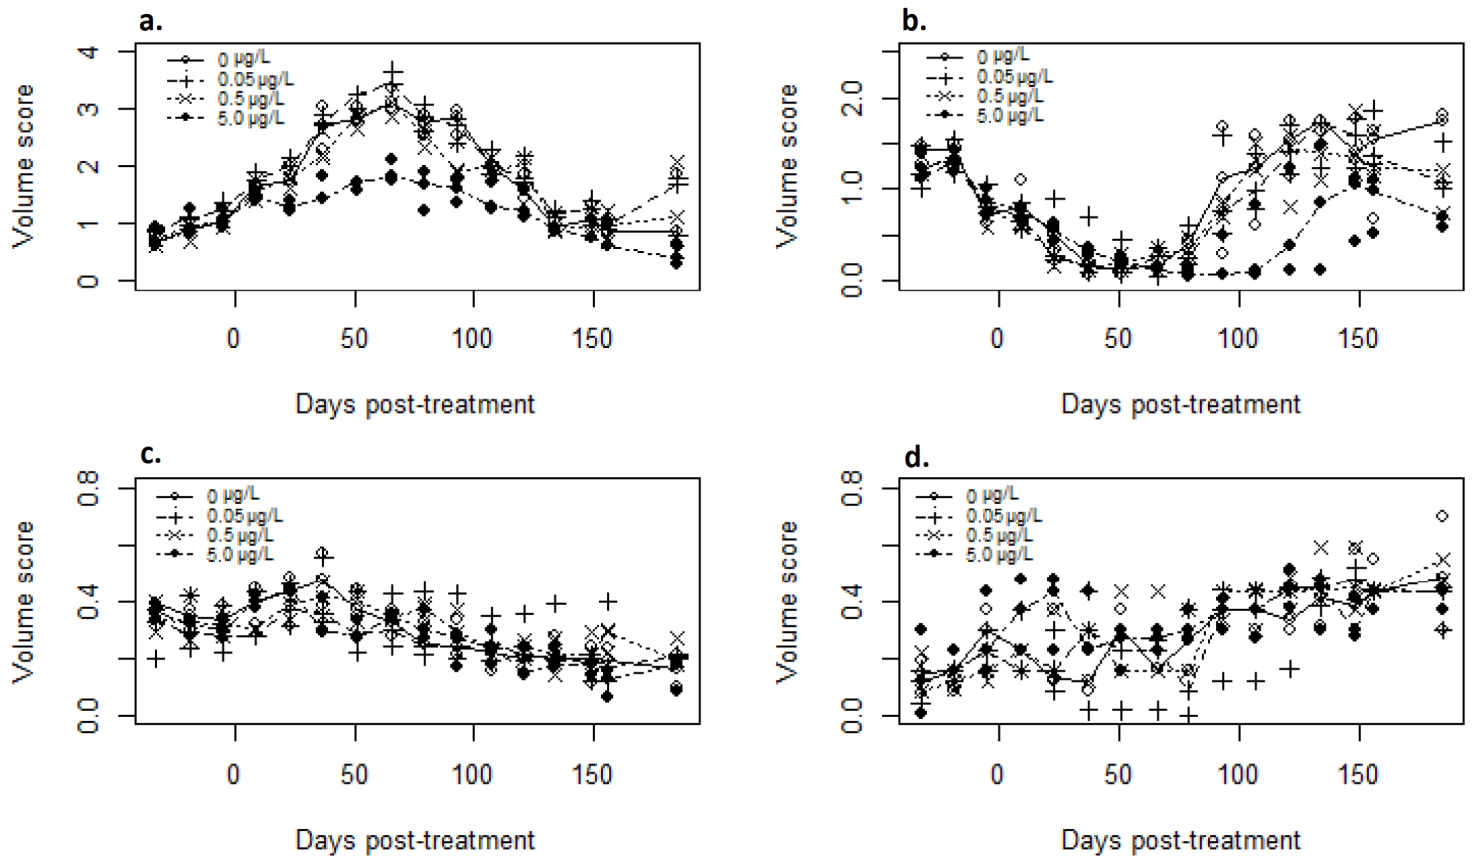 a.
Volume score
4
3
2
1
0
0 µg/L
0.05 µg/L
0.5 µg/L
5.0 µg/L
0 50 100 150
Days post-treatment
b.
Volume score
2.0
1.0
0.0
0 µg/L
0.05 µg/L
0.5 µg/L
5.0 µg/L
0 50 100 150
Days post-treatment
c.
Volume score
0.8
0.4
0.0
0 µg/L
0.05 µg/L
0.5 µg/L
5.0 µg/L
0 50 100 150
Days post-treatment
d.
Volume score
0.8
0.4
0.0
0 µg/L
0.05 µg/L
0.5 µg/L
5.0 µg/L
0 50 100 150
Days post-treatment